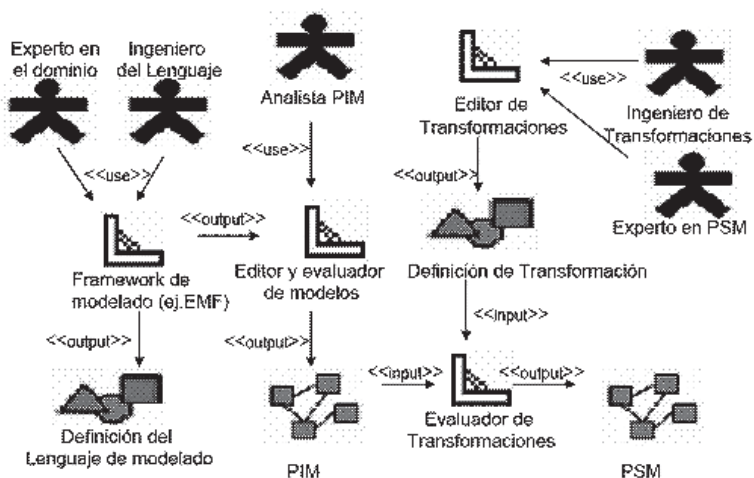 Experto en
el dominio
Ingeniero
del Lenguaje
Analista PIM
Editor de
Transformaciones
<<use>>
Ingeniero de
Transformaciones
<<use>>
<<use>>
<<output>>
Experto en PSM
<<output>>
Framework de
modelado (ej.EMF)
Editor y evaluador
de modelos
Definición de Transformación
<<output>>
<<output>>
<<input>>
<<input>>
<<output>>
Definición del
Lenguaje de modelado
PIM
Evaluador de
Transformaciones
PSM